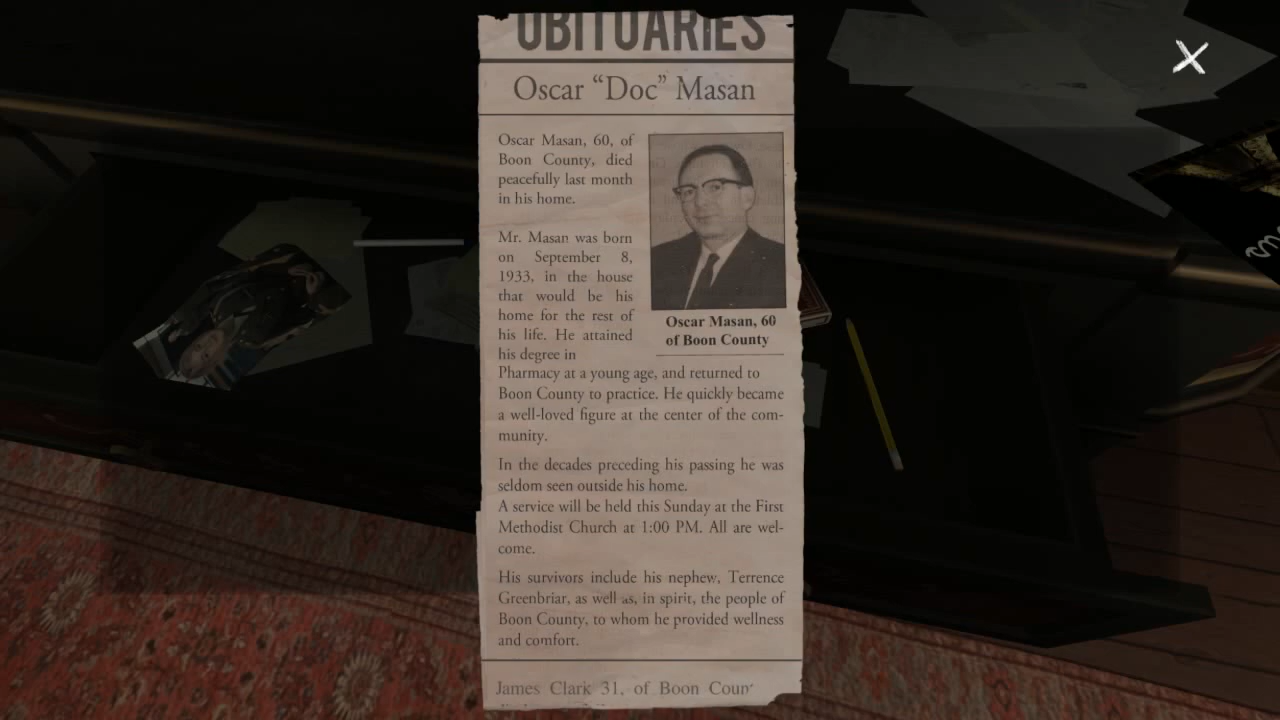 OBITUARIES
Oscar “Doc” Masan
Oscar Masan, 60, of
Boon County, died
peacefully last month
in his home.
Mr. Masan was born
on September 8,
1933, in the house
that would be his
home for the rest of
his life. He attained
his degree in
Oscar Masan, 60
of Boon County
Pharmacy at a young age, and returned to
Boon County to practice. He quickly became
a well-loved figure at the center of the com-
munity.
In the decades preceding his passing he was
seldom seen outside his home.
A service will be held this Sunday at the First
Methodist Church at 1:00 PM. All are wel-
come.
His survivors include his nephew, Terrence
Greenbriar, as well as, in spirit, the people of
Boon County, to whom he provided wellness
and comfort.
James Clark 31, of Boon